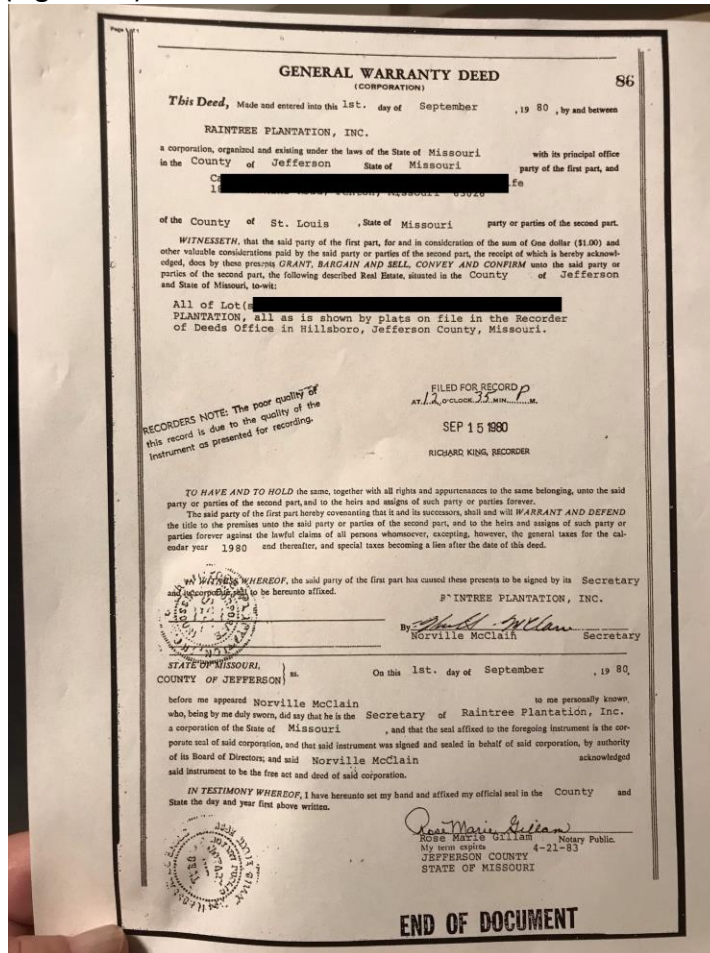 Page 1 of 1
GENERAL WARRANTY DEED
86
(CORPORATION)
This Deed, Made and entered into this 1st. day of September , 19 80 , by and between
RAINTREE PLANTATION, INC.
a corporation, organized and existing under the laws of the State of Missouri with its principal office
in the County of Jefferson State of Missouri party of the first part, and
of the County of St. Louis , State of Missouri party or parties of the second part.
WITNESSETH, that the said party of the first part, for and in consideration of the sum of One dollar ($1.00) and
other valuable considerations paid by the said party or parties of the second part, the receipt of which is hereby acknowl-
edged, does by these presents GRANT, BARGAIN AND SELL, CONVEY AND CONFIRM unto the said party or
parties of the second part, the following described Real Estate, situated in the County of Jefferson
and State of Missouri, to-wit:
All of Lot(s
PLANTATION, all as is shown by plats on file in the Recorder
of Deeds Office in Hillsboro, Jefferson County, Missouri.
RECORDERS NOTE: The poor quality of
this record is due to the quality of the
Instrument as presented for recording.
FILED FOR RECORD P
AT 12 O'CLOCK 35 MIN. M.
SEP 15 1980
RICHARD KING, RECORDER
TO HAVE AND TO HOLD the same, together with all rights and appurtenances to the same belonging, unto the said
party or parties of the second part, and to the heirs and assigns of such party or parties forever.
The said party of the first part hereby covenanting that it and its successors, shall and will WARRANT AND DEFEND
the title to the premises unto the said party or parties of the second part, and to the heirs and assigns of such party or
parties forever against the lawful claims of all persons whomsoever, excepting, however, the general taxes for the cal-
endar year 1980 and thereafter, and special taxes becoming a lien after the date of this deed.
IN WITNESS WHEREOF, the said party of the first part has caused these presents to be signed by its Secretary
and its corporate seal to be hereunto affixed.
INTREE PLANTATION, INC.
By
Norville McClain Secretary
STATE OF MISSOURI,
COUNTY OF JEFFERSON } ss. On this 1st. day of September , 19 80,
before me appeared Norville McClain to me personally known,
who, being by me duly sworn, did say that he is the Secretary of Raintree Plantation, Inc.
a corporation of the State of Missouri , and that the seal affixed to the foregoing instrument is the cor-
porate seal of said corporation, and that said instrument was signed and sealed in behalf of said corporation, by authority
of its Board of Directors; and said Norville McClain acknowledged
said instrument to be the free act and deed of said corporation.
IN TESTIMONY WHEREOF, I have hereunto set my hand and affixed my official seal in the County and
State the day and year first above written.
Rose Marie Gillam
Rose Marie Gillam Notary Public.
My term expires 4-21-83
JEFFERSON COUNTY
STATE OF MISSOURI
END OF DOCUMENT